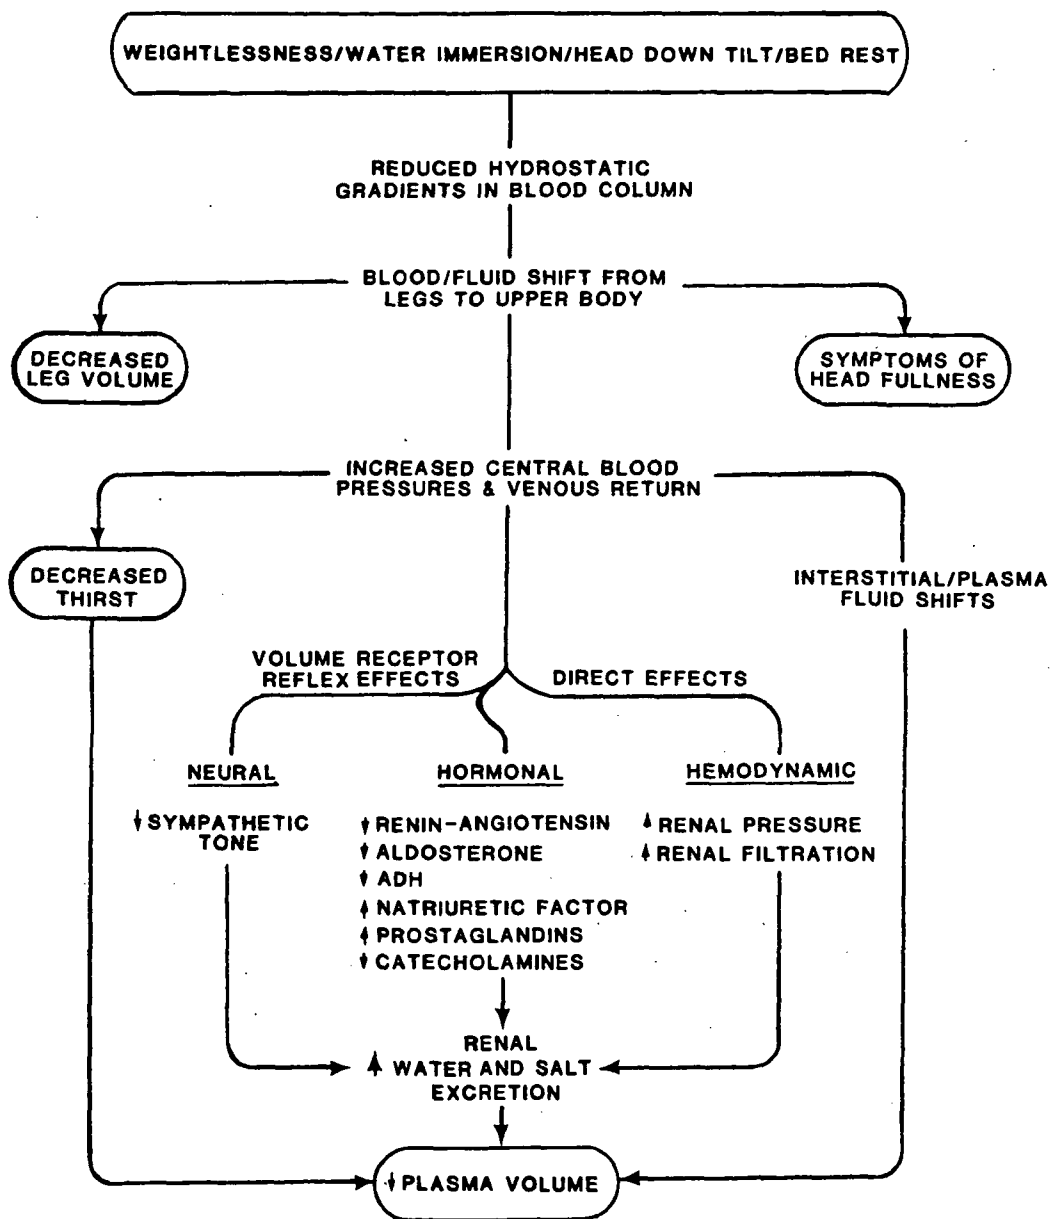 WEIGHTLESSNESS/WATER IMMERSION/HEAD DOWN TILT/BED REST
REDUCED HYDROSTATIC
GRADIENTS IN BLOOD COLUMN
BLOOD/FLUID SHIFT FROM
LEGS TO UPPER BODY
DECREASED
LEG VOLUME
SYMPTOMS OF
HEAD FULLNESS
INCREASED CENTRAL BLOOD
PRESSURES & VENOUS RETURN
DECREASED
THIRST
INTERSTITIAL/PLASMA
FLUID SHIFTS
VOLUME RECEPTOR
REFLEX EFFECTS
DIRECT EFFECTS
NEURAL
↓ SYMPATHETIC
TONE
HORMONAL
↓ RENIN-ANGIOTENSIN
↓ ALDOSTERONE
↓ ADH
↑ NATRIURETIC FACTOR
↑ PROSTAGLANDINS
↓ CATECHOLAMINES
HEMODYNAMIC
↑ RENAL PRESSURE
↑ RENAL FILTRATION
RENAL
↑ WATER AND SALT
EXCRETION
↓ PLASMA VOLUME